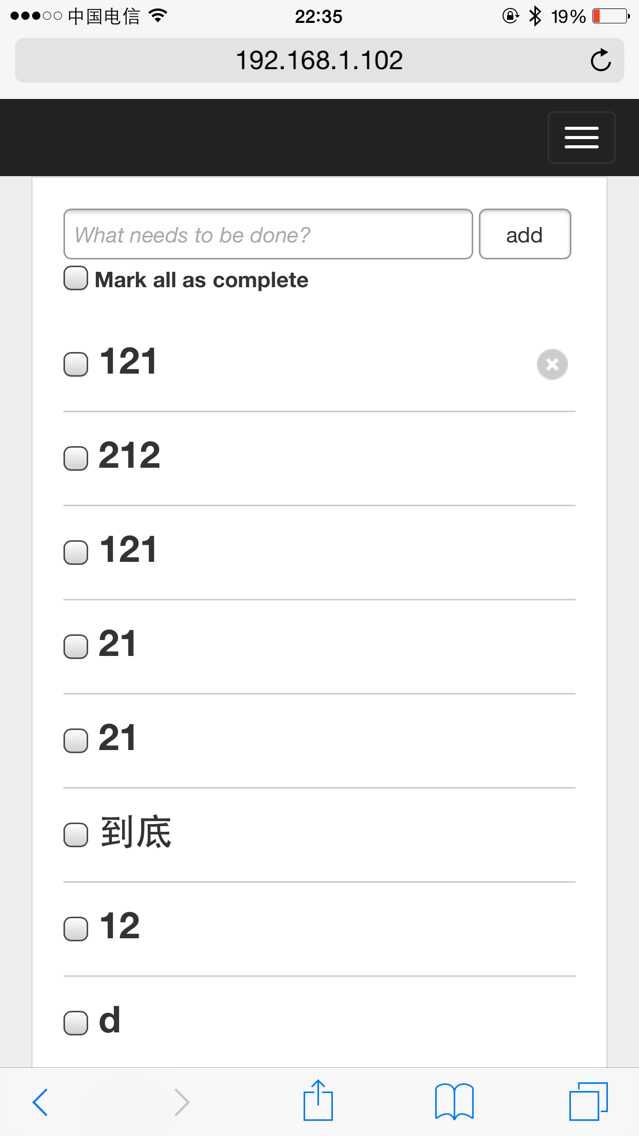 中国电信 22:35 19%
192.168.1.102
What needs to be done? add
Mark all as complete
121
212
121
21
21
到底
12
d